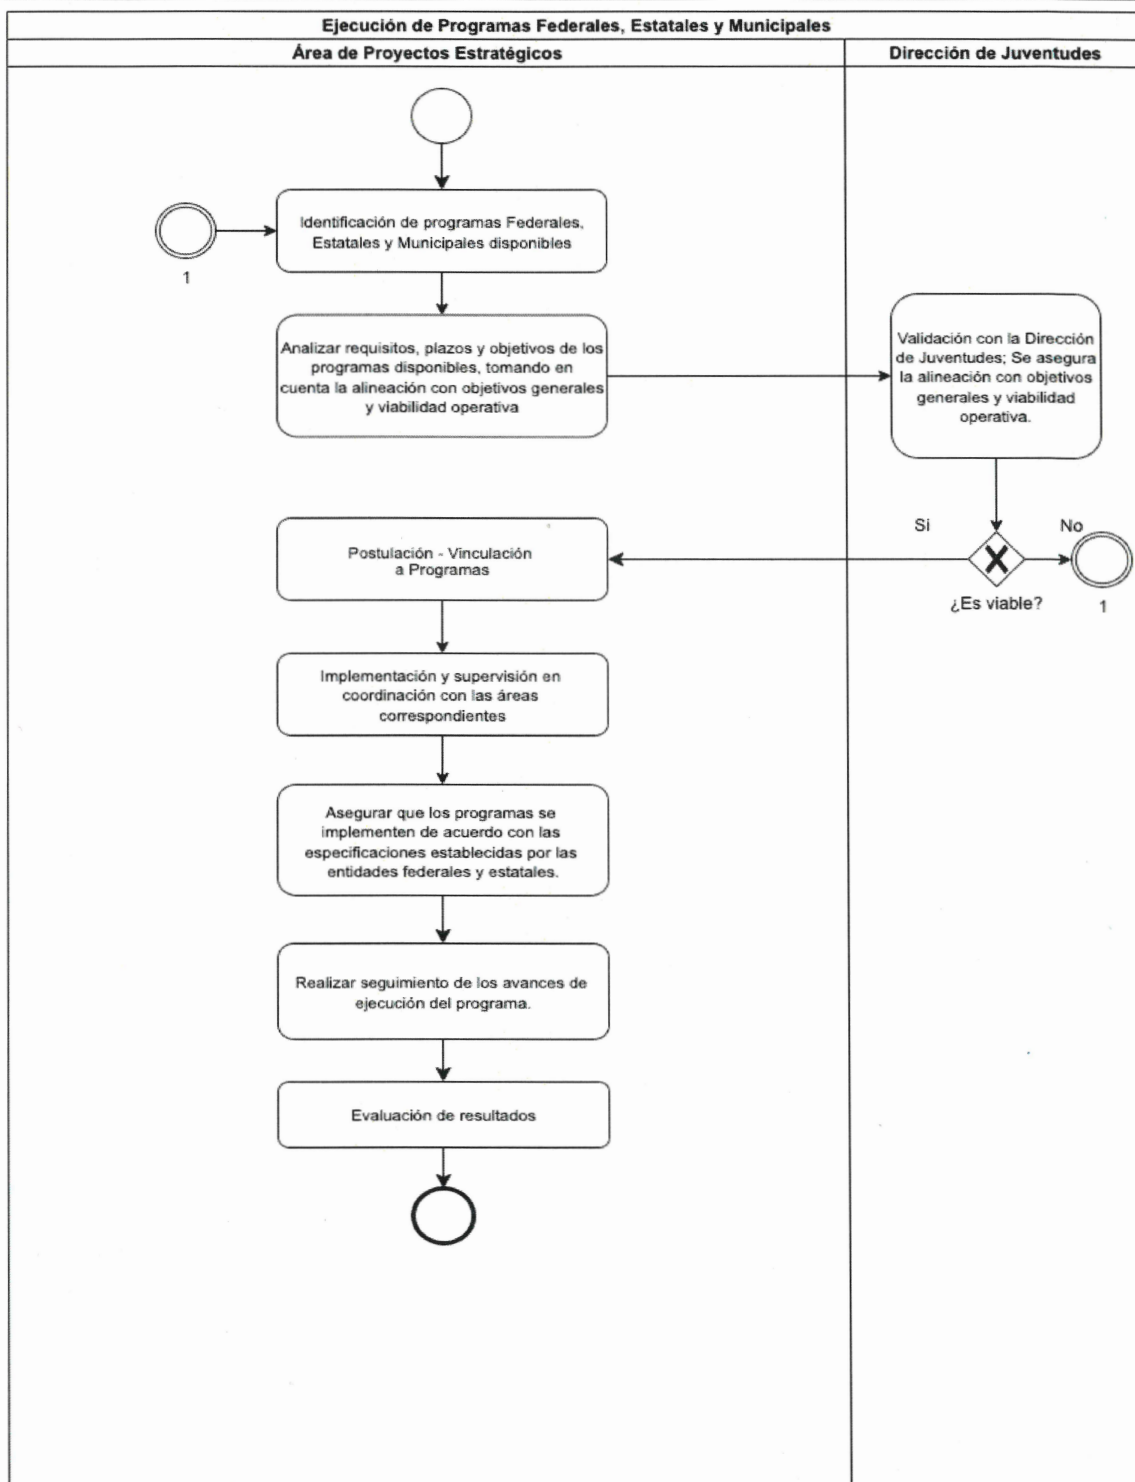 Ejecución de Programas Federales, Estatales y Municipales
Área de Proyectos Estratégicos
Dirección de Juventudes
Identificación de programas Federales,
Estatales y Municipales disponibles
1
Analizar requisitos, plazos y objetivos de los
programas disponibles, tomando en
cuenta la alineación con objetivos generales
y viabilidad operativa
Validación con la Dirección
de Juventudes; Se asegura
la alineación con objetivos
generales y viabilidad
operativa.
Si
No
¿Es viable?
1
Postulación - Vinculación
a Programas
Implementación y supervisión en
coordinación con las áreas
correspondientes
Asegurar que los programas se
implementen de acuerdo con las
especificaciones establecidas por las
entidades federales y estatales.
Realizar seguimiento de los avances de
ejecución del programa.
Evaluación de resultados